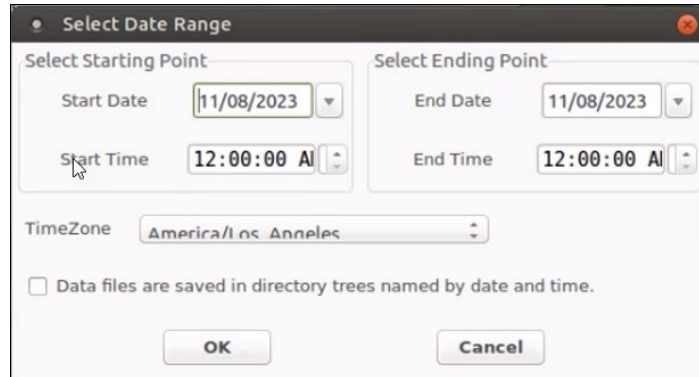 Select Date Range
Select Starting Point
Start Date 11/08/2023
Start Time 12:00:00 A
Select Ending Point
End Date 11/08/2023
End Time 12:00:00 A
TimeZone America/Los_Angeles
Data files are saved in directory trees named by date and time.
OK Cancel